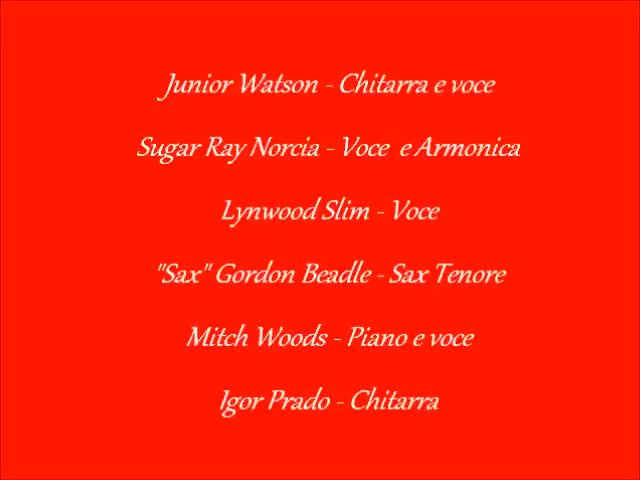 Junior Watson - Chitarra e voce
Sugar Ray Norcia - Voce e Armonica
Lynwood Slim - Voce
"Sax" Gordon Beadle - Sax Tenore
Mitch Woods - Piano e voce
Igor Prado - Chitarra